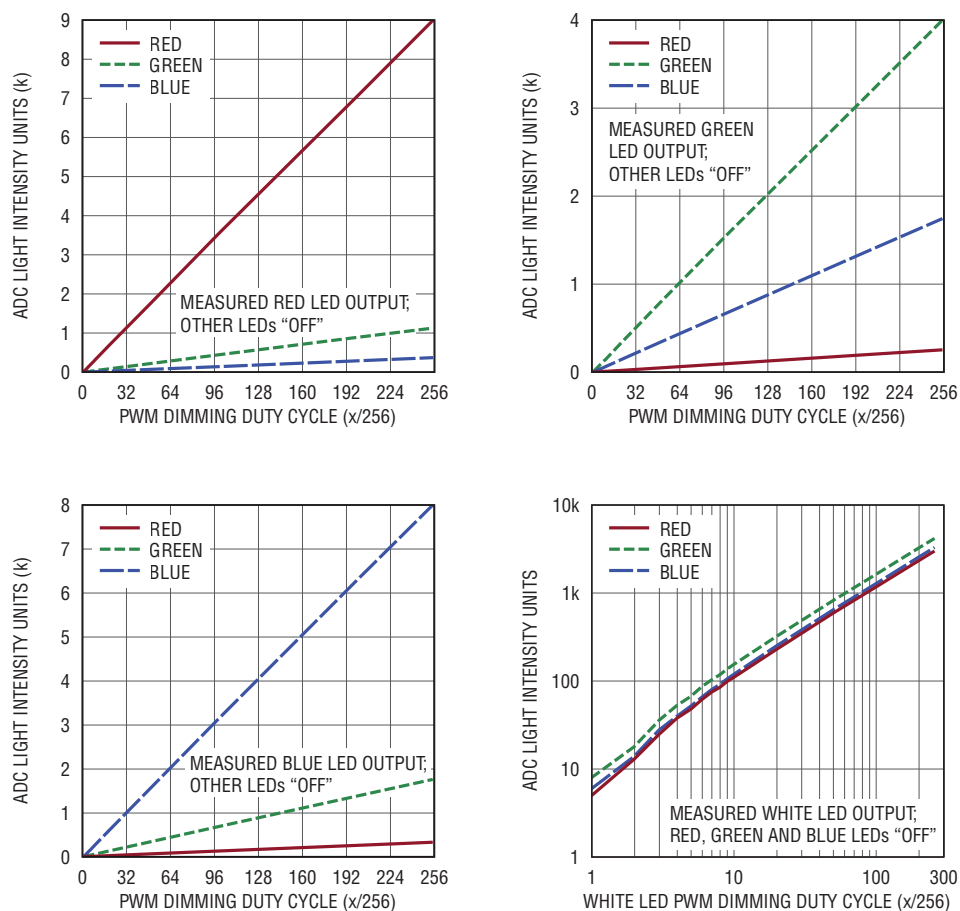 9
8
7
6
5
4
3
2
1
0
ADC LIGHT INTENSITY UNITS (k)
RED
GREEN
BLUE
MEASURED RED LED OUTPUT;
OTHER LEDs “OFF”
0 32 64 96 128 160 192 224 256
PWM DIMMING DUTY CYCLE (x/256)
4
3
2
1
0
ADC LIGHT INTENSITY UNITS (k)
RED
GREEN
BLUE
MEASURED GREEN
LED OUTPUT;
OTHER LEDs “OFF”
0 32 64 96 128 160 192 224 256
PWM DIMMING DUTY CYCLE (x/256)
8
7
6
5
4
3
2
1
0
ADC LIGHT INTENSITY UNITS (k)
RED
GREEN
BLUE
MEASURED BLUE LED OUTPUT;
OTHER LEDs “OFF”
0 32 64 96 128 160 192 224 256
PWM DIMMING DUTY CYCLE (x/256)
10k
1k
100
10
1
ADC LIGHT INTENSITY UNITS
RED
GREEN
BLUE
MEASURED WHITE LED OUTPUT;
RED, GREEN AND BLUE LEDs “OFF”
1 10 100 300
WHITE LED PWM DIMMING DUTY CYCLE (x/256)